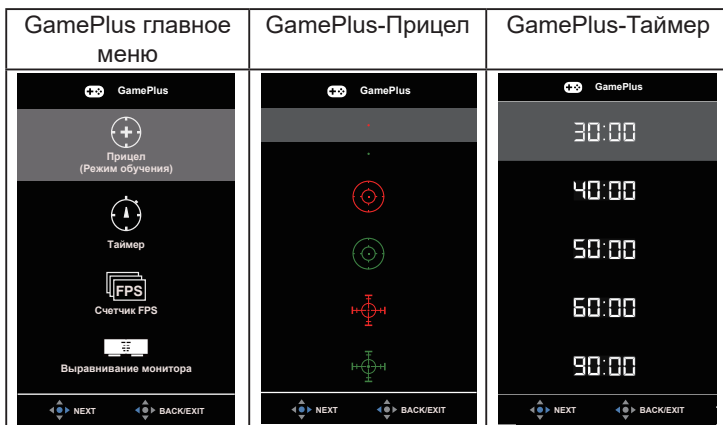 GamePlus главное
меню
GamePlus-Прицел
GamePlus-Таймер
GamePlus
Прицел
(Режим обучения)
Таймер
FPS
Счетчик FPS
Выравнивание монитора
NEXT BACK/EXIT
GamePlus
NEXT BACK/EXIT
GamePlus
30:00
40:00
50:00
60:00
90:00
NEXT BACK/EXIT